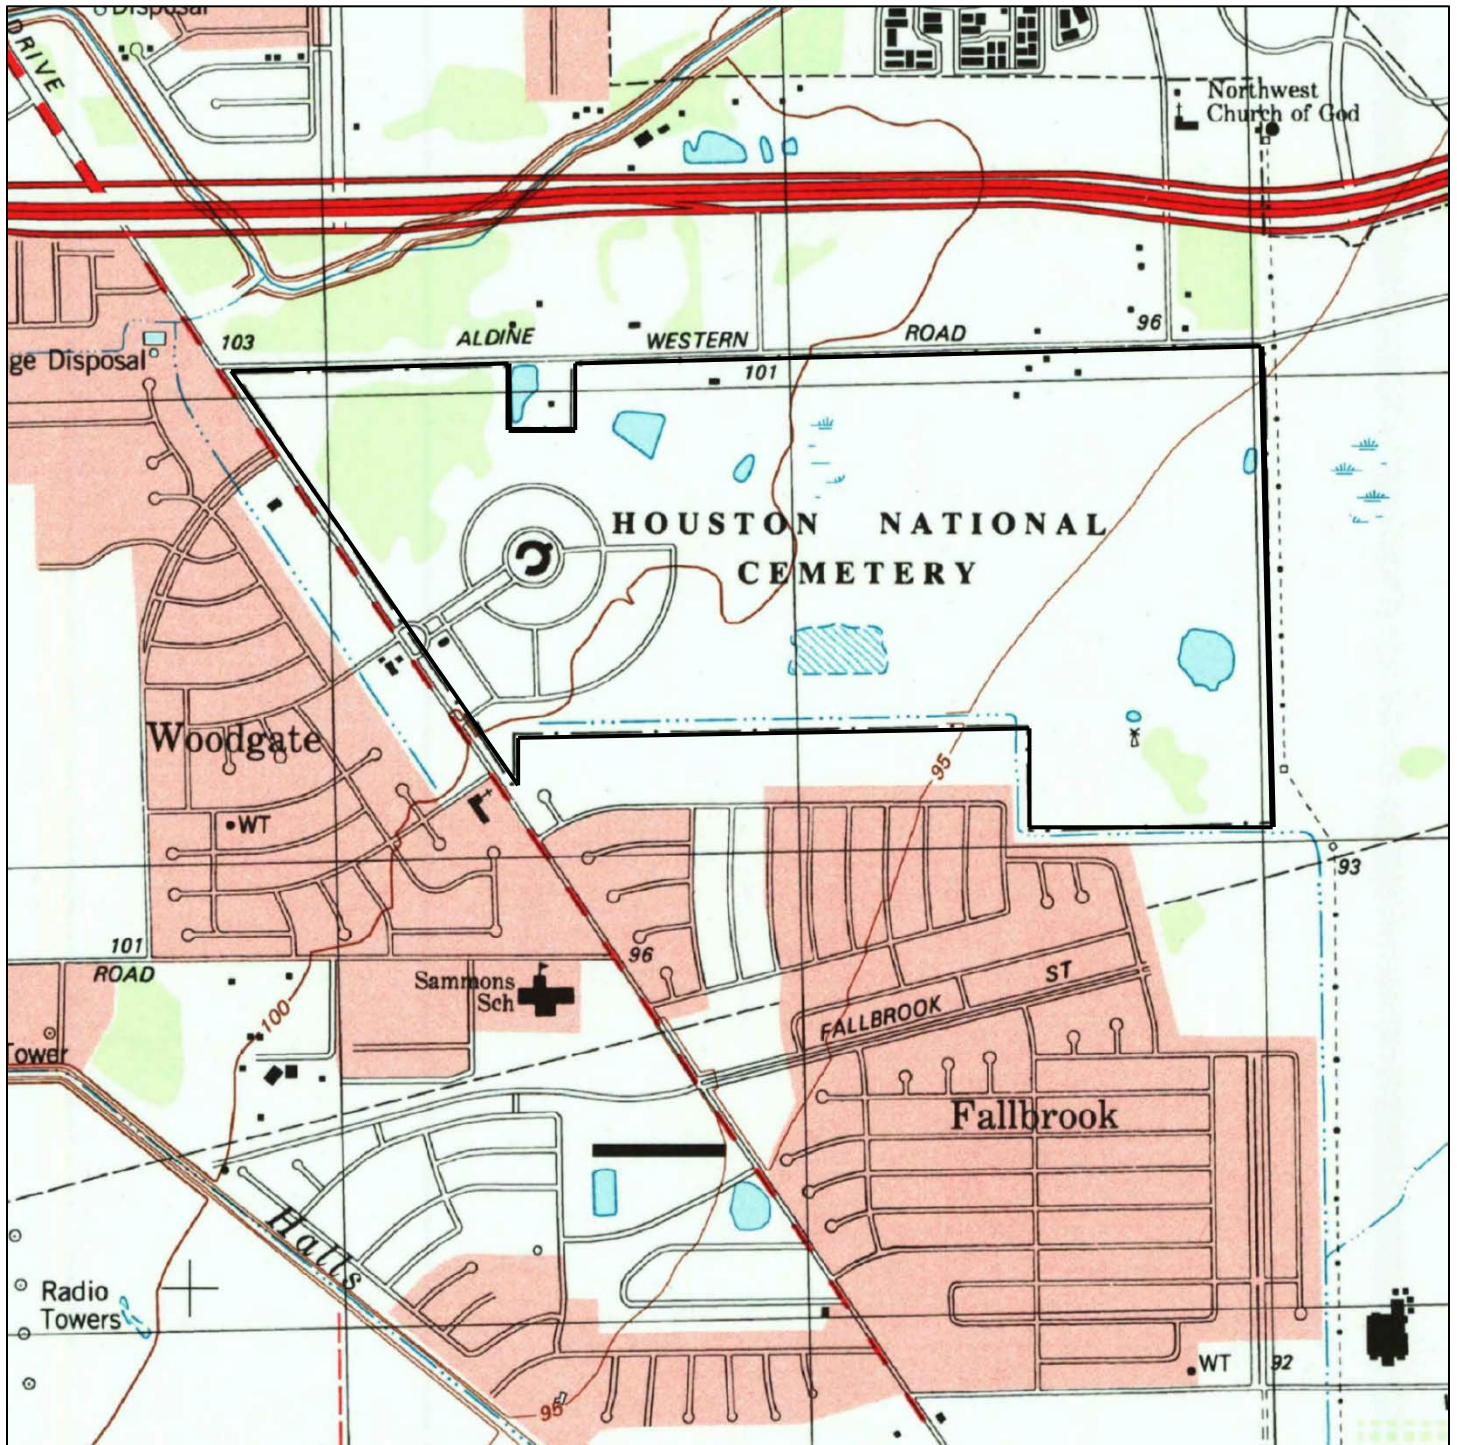 Disposal
DRIVE
Northwest
Church of God
103
ALDINE WESTERN ROAD
96
101
ge Disposal
HOUSTON NATIONAL
CEMETERY
Woodgate
95
WT
93
101
ROAD
96
Sammons
Sch
ST
FALLBROOK
100
Tower
Fallbrook
Halls
Radio
Towers
WT
92
95